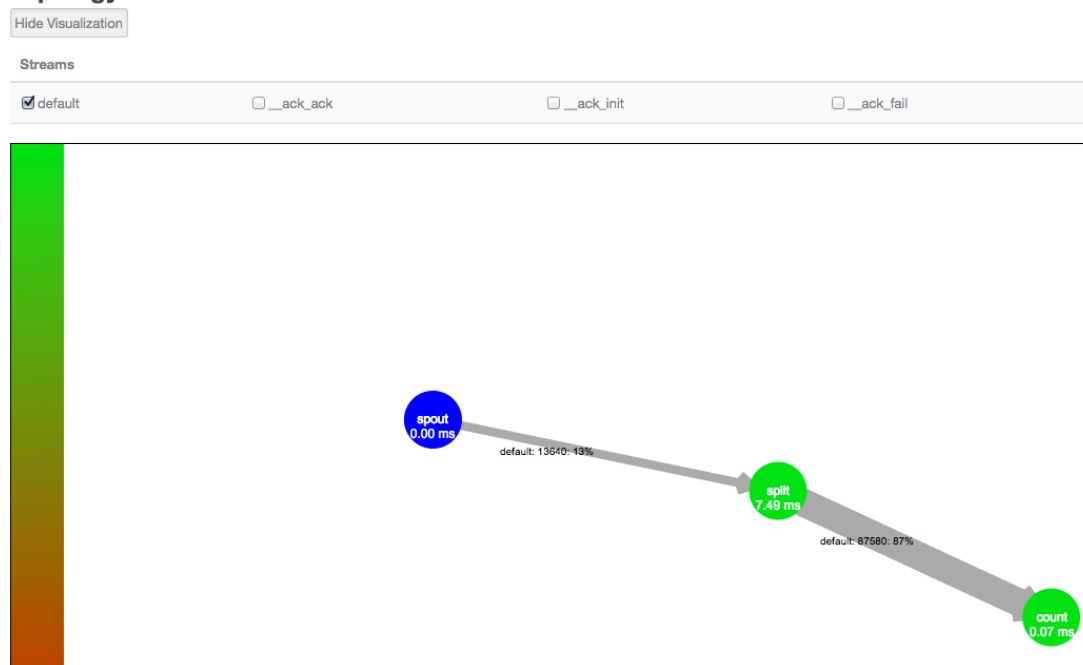 Hide Visualization
Streams
default
__ack_ack
__ack_init
__ack_fail
spout
0.00 ms
default: 13640: 13%
split
7.49 ms
default: 87580: 87%
count
0.07 ms